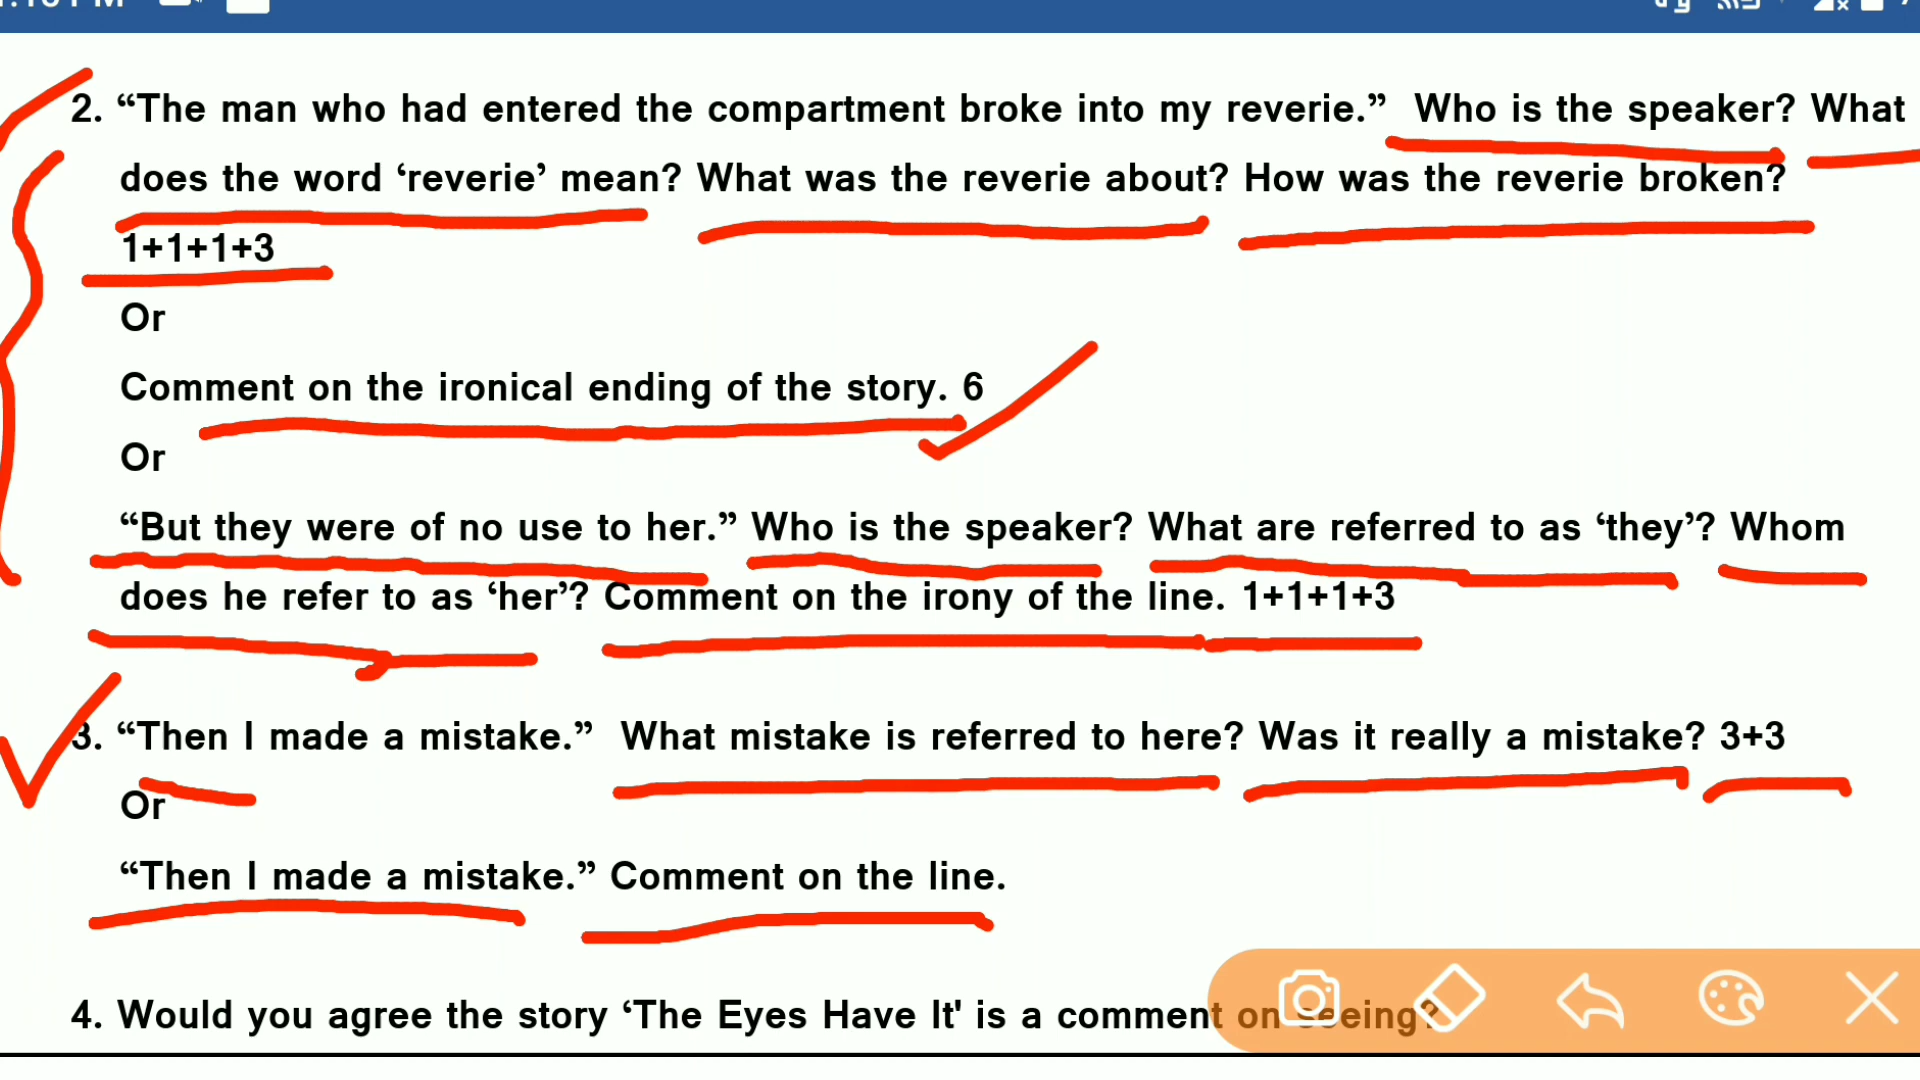 2. “The man who had entered the compartment broke into my reverie.” Who is the speaker? What
does the word ‘reverie’ mean? What was the reverie about? How was the reverie broken?
1+1+1+3
Or
Comment on the ironical ending of the story. 6
Or
“But they were of no use to her.” Who is the speaker? What are referred to as ‘they’? Whom
does he refer to as ‘her’? Comment on the irony of the line. 1+1+1+3
3. “Then I made a mistake.” What mistake is referred to here? Was it really a mistake? 3+3
Or
“Then I made a mistake.” Comment on the line.
4. Would you agree the story ‘The Eyes Have It' is a comment on seeing?